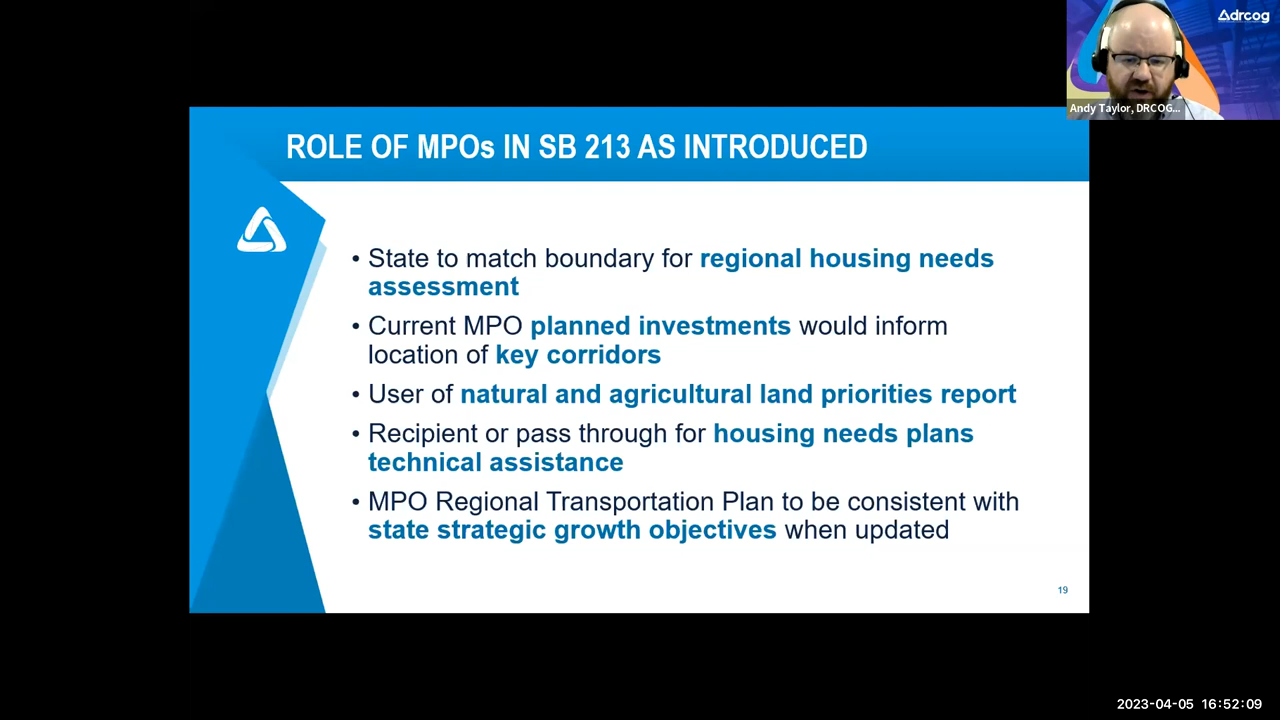 drcog
Andy Taylor, DRCOG...
ROLE OF MPOs IN SB 213 AS INTRODUCED
• State to match boundary for regional housing needs
assessment
• Current MPO planned investments would inform
location of key corridors
• User of natural and agricultural land priorities report
• Recipient or pass through for housing needs plans
technical assistance
• MPO Regional Transportation Plan to be consistent with
state strategic growth objectives when updated
19
2023-04-05 16:52:09